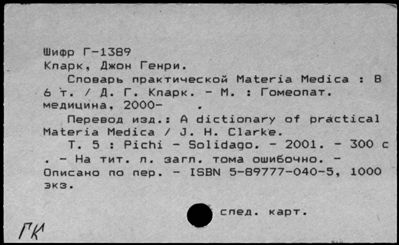 Шифр Г-1389
Кларк, Джон Генри.
Словарь практической Materia Medica : В
6 т. / Д. Г. Кларк. - М. : Гомеопат.
медицина, 2000-    .
Перевод изд.: A dictionary of practical
Materia Medica / J. H. Clarke.
Т. 5 : Pichi - Solidago. - 2001. - 300 с
. - На тит. л. загл. тома ошибочно. -
Описано по пер. - ISBN 5-89777-040-5, 1000
экз.
след. карт.
ГК